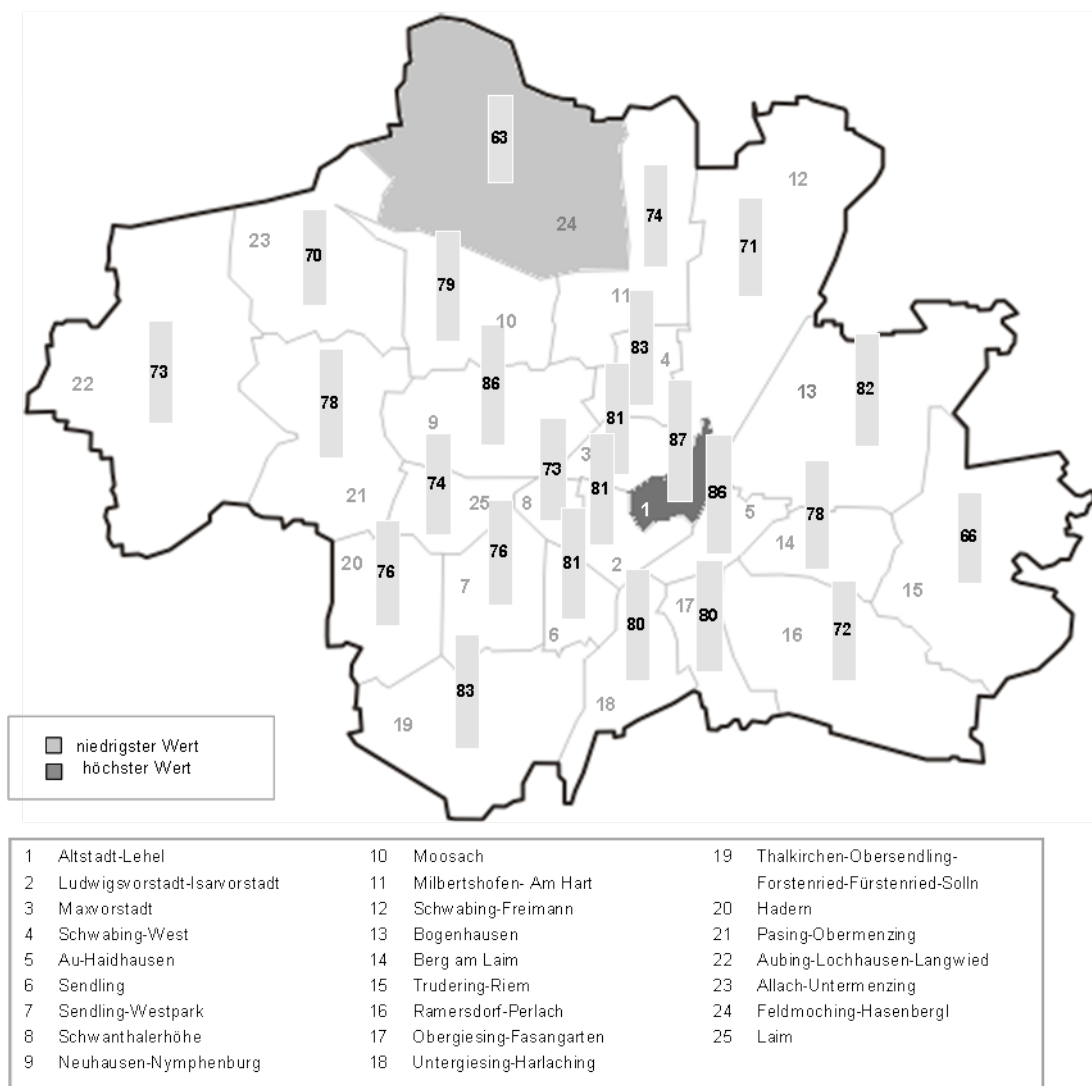 63
12
74
24
71
23
70
79
11
10
83
4
73
22
86
13
82
78
81
9
87
3
73
74
81
86
21
25
8
1
5
78
66
14
76
81
2
20
76
7
15
17
80
80
72
6
16
83
18
19
niedrigster Wert
höchster Wert
1 Altstadt-Lehel
2 Ludwigsvorstadt-Isarvorstadt
3 Maxvorstadt
4 Schwabing-West
5 Au-Haidhausen
6 Sendling
7 Sendling-Westpark
8 Schwanthalerhöhe
9 Neuhausen-Nymphenburg
10 Moosach
11 Milbertshofen- Am Hart
12 Schwabing-Freimann
13 Bogenhausen
14 Berg am Laim
15 Trudering-Riem
16 Ramersdorf-Perlach
17 Obergiesing-Fasangarten
18 Untergiesing-Harlaching
19 Thalkirchen-Obersendling-
Forstenried-Fürstenried-Solln
20 Hadern
21 Pasing-Obermenzing
22 Aubing-Lochhausen-Langwied
23 Allach-Untermenzing
24 Feldmoching-Hasenbergl
25 Laim